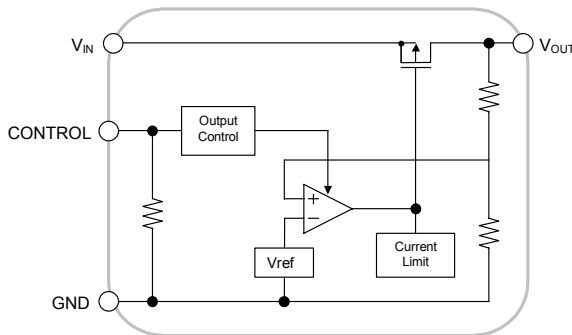 VIN
VOUT
Output
Control
CONTROL
+
−
Vref
Current
Limit
GND